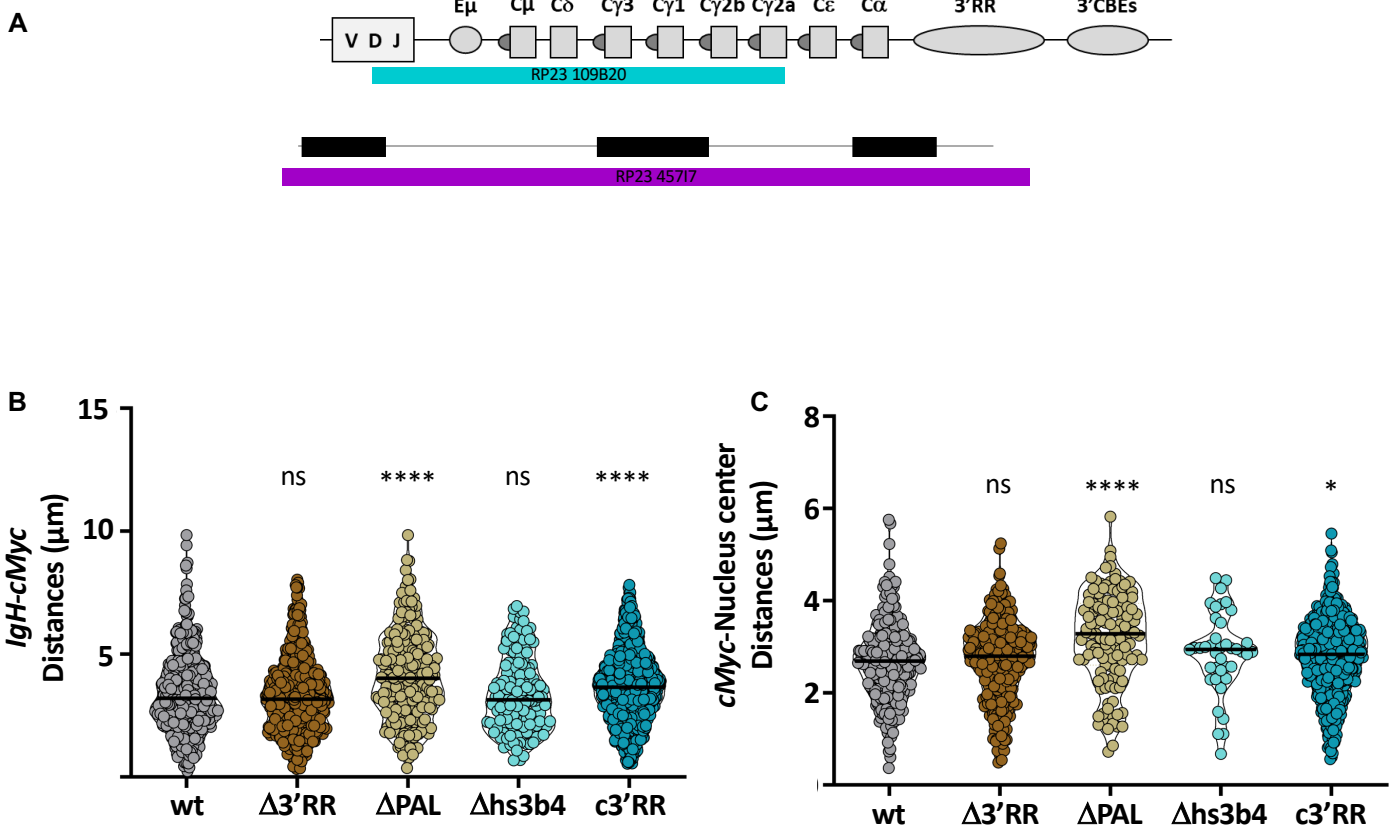 A
Eμ Cμ Cδ Cγ3 Cγ1 Cγ2b Cγ2a Cε Cα 3’RR 3’CBEs
V D J
RP23 109B20
RP23 457I7
B
IgH-cMyc
Distances (μm)
15
10
5
ns **** ns ****
wt Δ3’RR ΔPAL Δhs3b4 c3’RR
C
cMyc-Nucleus center
Distances (μm)
8
6
4
2
ns **** ns *
wt Δ3’RR ΔPAL Δhs3b4 c3’RR